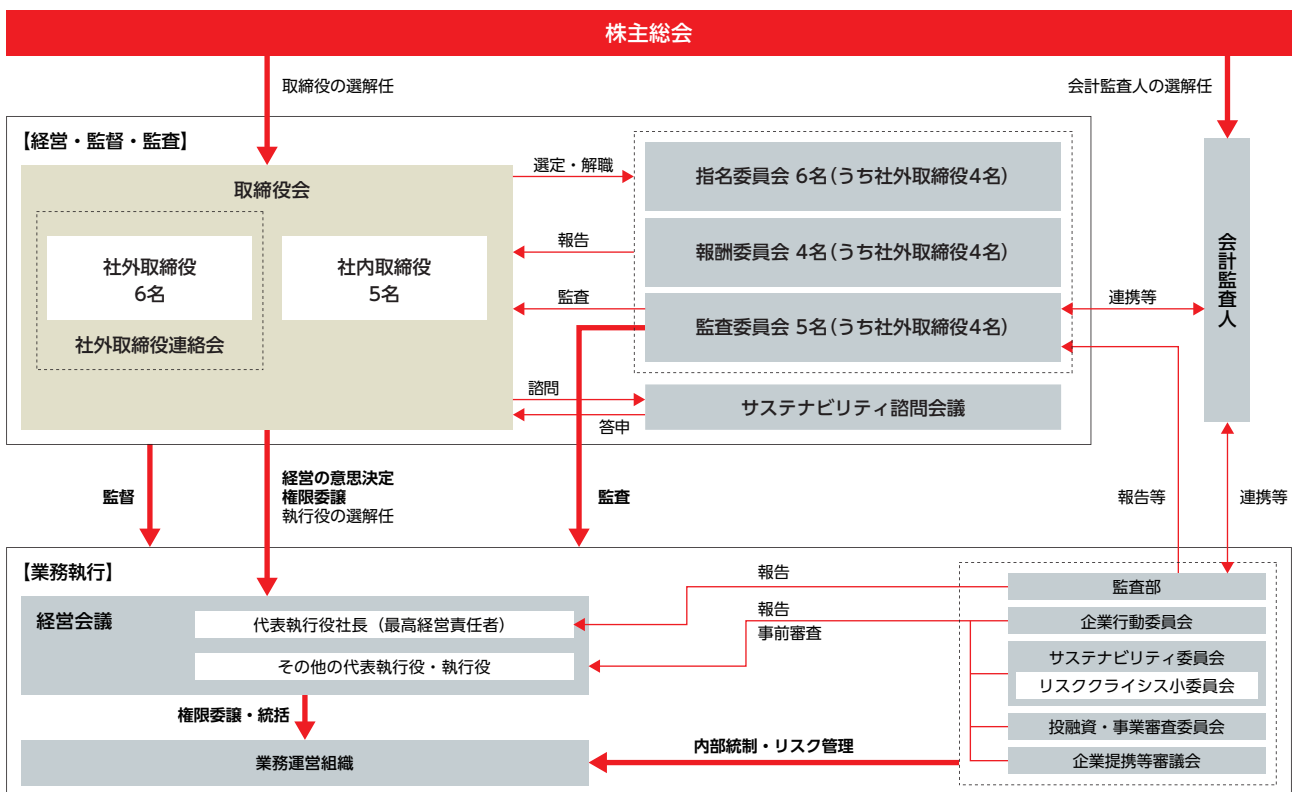 株主総会
取締役の選解任
会計監査人の選解任
【経営・監督・監査】
取締役会
社外取締役
6名
社外取締役連絡会
社内取締役
5名
選定・解職
報告
監査
諮問
答申
指名委員会 6名（うち社外取締役4名）
報酬委員会 4名（うち社外取締役4名）
監査委員会 5名（うち社外取締役4名）
サステナビリティ諮問会議
連携等
会計監査人
監督
経営の意思決定
権限委譲
執行役の選解任
監査
報告等
連携等
【業務執行】
経営会議
代表執行役社長（最高経営責任者）
その他の代表執行役・執行役
報告
報告
事前審査
監査部
企業行動委員会
サステナビリティ委員会
リスククライシス小委員会
投融資・事業審査委員会
企業提携等審議会
権限委譲・統括
内部統制・リスク管理
業務運営組織